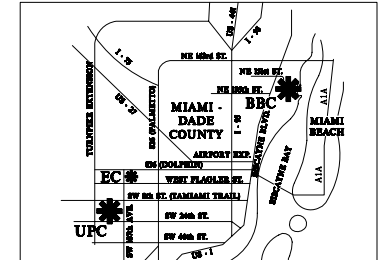 US - 441
I - 95
I - 75
NE 163rd ST.
NE 151st ST.
US - 27
NE 135th ST.
BBC
TURNPIKE EXTENSION
826 (PALMETTO)
MIAMI -
DADE
COUNTY
I - 95
BISCAYNE BLVD.
A1A
MIAMI
BEACH
AIRPORT EXP.
836 (DOLPHIN)
BISCAYNE BAY
A1A
EC
WEST FLAGLER ST.
SW 8th ST. (TAMIAMI TRAIL)
UPC
SW 24th ST.
SW 107th AVE.
SW 40th ST.
US - 1